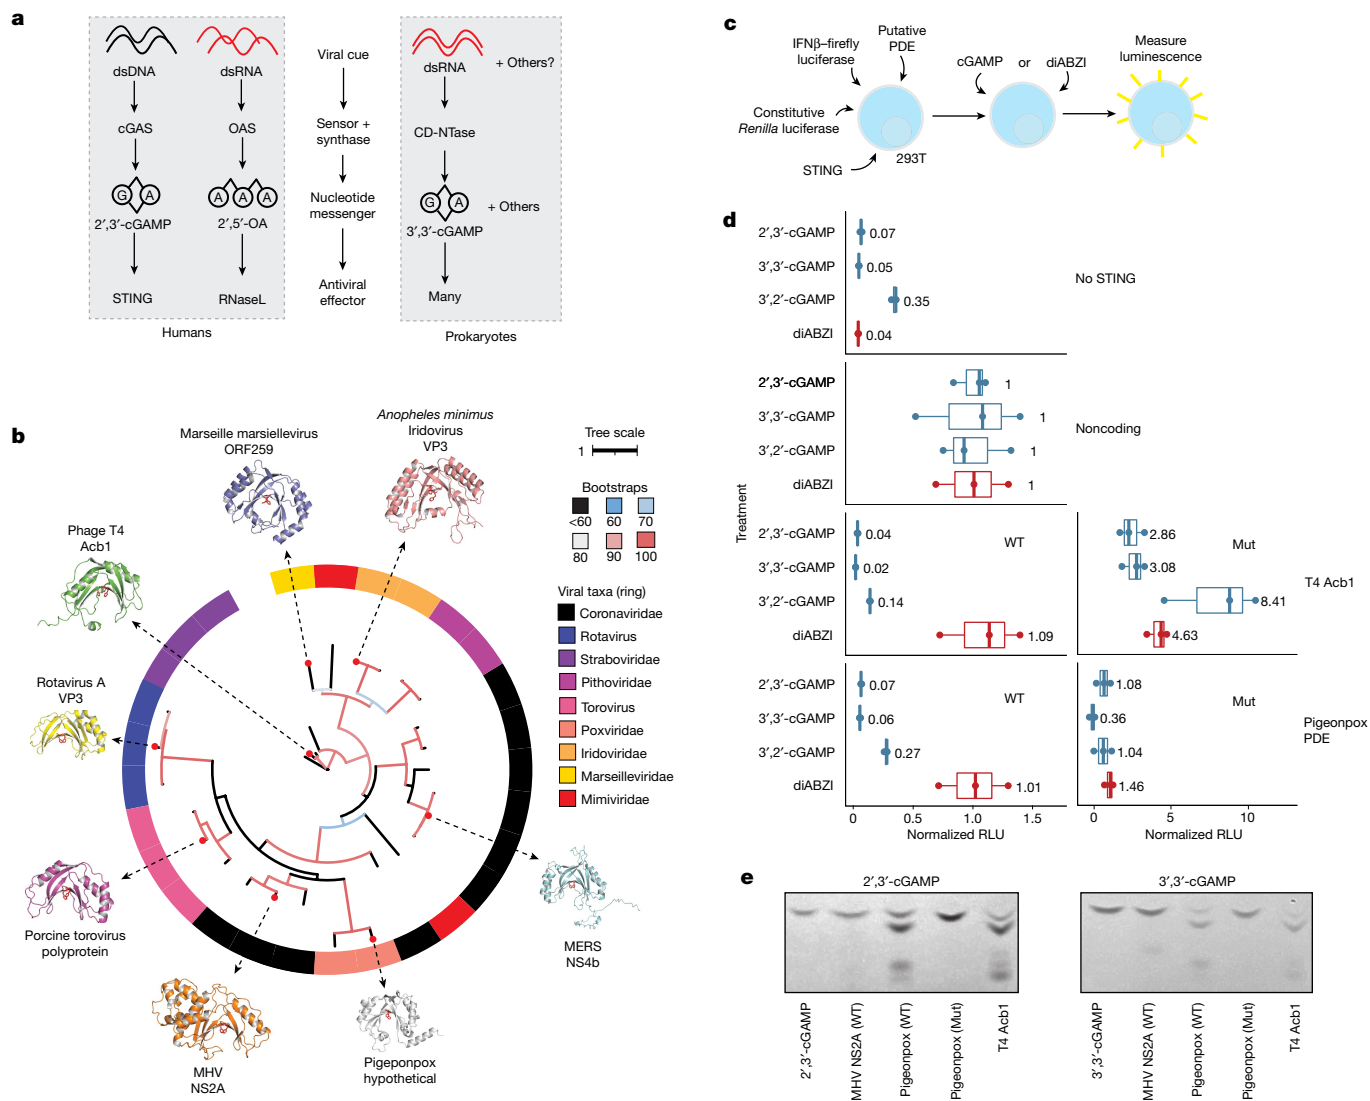 a
dsDNA
dsRNA
Viral cue
dsRNA
+ Others?
cGAS
OAS
Sensor +
synthase
CD-NTase
G A
A A A
Nucleotide
messenger
G A
+ Others
2′,3′-cGAMP
2′,5′-OA
3′,3′-cGAMP
STING
RNaseL
Antiviral
effector
Many
Humans
Prokaryotes
b
Marseille marsiellevirus
ORF259
Anopheles minimus
Iridovirus
VP3
Phage T4
Acb1
Rotavirus A
VP3
Porcine torovirus
polyprotein
MHV
NS2A
Pigeponpox
hypothetical
MERS
NS4b
Tree scale
1
Bootstraps
<60 60 70
80 90 100
Viral taxa (ring)
Coronaviridae
Rotavirus
Straboviridae
Pithoviridae
Torovirus
Poxviridae
Iridoviridae
Marseilleviridae
Mimiviridae
c
IFNβ–firefly
luciferase
Putative
PDE
Constitutive
Renilla luciferase
STING
293T
cGAMP or diABZI
Measure
luminescence
d
Treatment
2′,3′-cGAMP 0.07
3′,3′-cGAMP 0.05
3′,2′-cGAMP 0.35
diABZI 0.04
No STING
2′,3′-cGAMP 1
3′,3′-cGAMP 1
3′,2′-cGAMP 1
diABZI 1
Noncoding
2′,3′-cGAMP 0.04 WT 2.86 Mut
3′,3′-cGAMP 0.02 3.08
3′,2′-cGAMP 0.14 8.41
diABZI 1.09 4.63
T4 Acb1
2′,3′-cGAMP 0.07 WT 1.08 Mut
3′,3′-cGAMP 0.06 0.36
3′,2′-cGAMP 0.27 1.04
diABZI 1.01 1.46
Pigeonpox
PDE
0 0.5 1.0 1.5
Normalized RLU
0 5 10
Normalized RLU
e
2′,3′-cGAMP
2′,3′-cGAMP
MHV NS2A (WT)
Pigeonpox (WT)
Pigeonpox (Mut)
T4 Acb1
3′,3′-cGAMP
3′,3′-cGAMP
MHV NS2A (WT)
Pigeonpox (WT)
Pigeonpox (Mut)
T4 Acb1